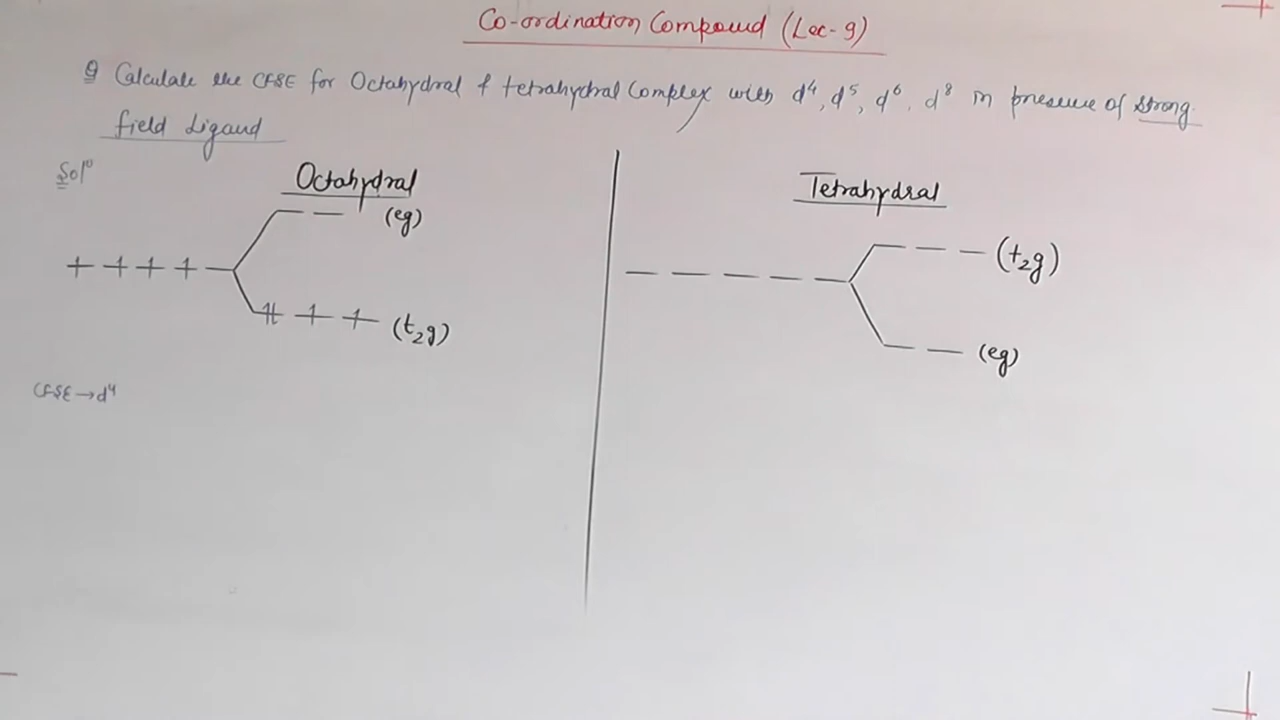 Co-ordination Compound (Lec-9)
Q Calculate the CFSE for Octahydral & tetrahydral Complex with d⁴, d⁵, d⁶, d⁸ in presence of strong
field Ligand
Solⁿ
Octahydral
(eg)
(t₂g)
CFSE → d⁴
Tetrahydral
(t₂g)
(eg)